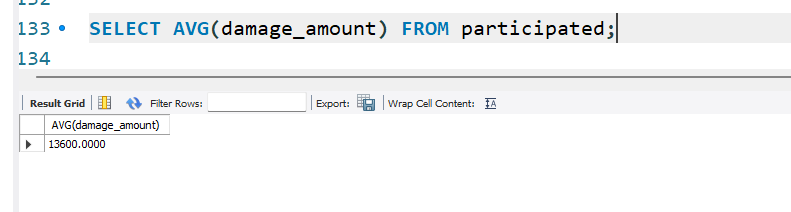 132
133 SELECT AVG(damage_amount) FROM participated;
134
Result Grid Filter Rows: Export: Wrap Cell Content: IA
AVG(damage_amount)
13600.0000